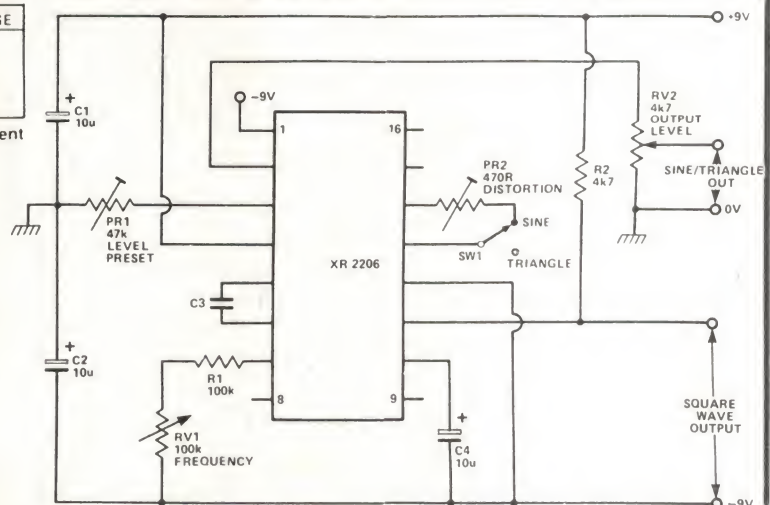 GE
ent
+9V
+
C1
10u
-9V
1
16
RV2
4k7
OUTPUT
LEVEL
PR2
470R
DISTORTION
R2
4k7
SINE/TRIANGLE
OUT
SINE
0V
PR1
47k
LEVEL
PRESET
SW1
TRIANGLE
XR 2206
C3
+
C2
10u
R1
100k
8
9
+
C4
10u
RV1
100k
FREQUENCY
SQUARE
WAVE
OUTPUT
-9V